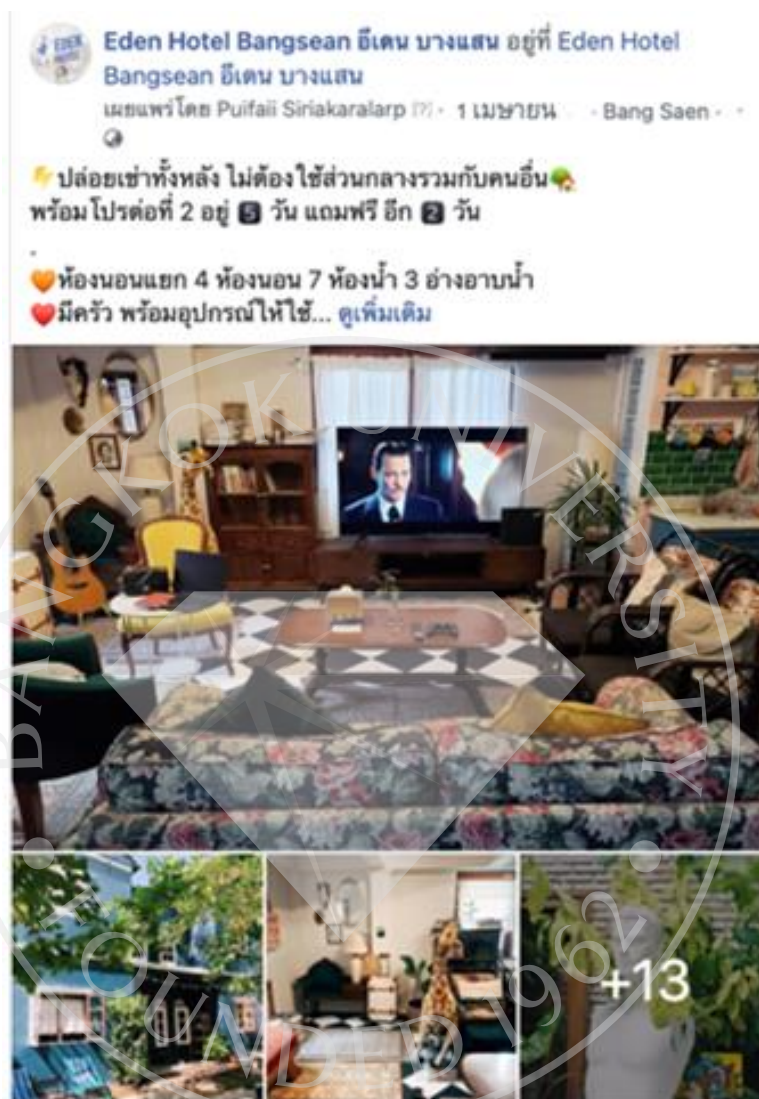 Eden Hotel Bangsean อีเดน บางแสน อยู่ที่ Eden Hotel
Bangsean อีเดน บางแสน
เผยแพร่โดย Puifaii Siriakaralarp [?] · 1 เมษายน · Bang Saen ·
⚡ปล่อยเช่าทั้งหลัง ไม่ต้องใช้ส่วนกลางรวมกับคนอื่น🏡
พร้อมโปรต่อที่ 2 อยู่ 5️⃣ วัน แถมฟรี อีก 2️⃣ วัน
.
🧡ห้องนอนแยก 4 ห้องนอน 7 ห้องน้ำ 3 อ่างอาบน้ำ
❤️มีครัว พร้อมอุปกรณ์ให้ใช้... ดูเพิ่มเติม
BANGKOK UNIVERSITY
+13
FOUNDED 1962